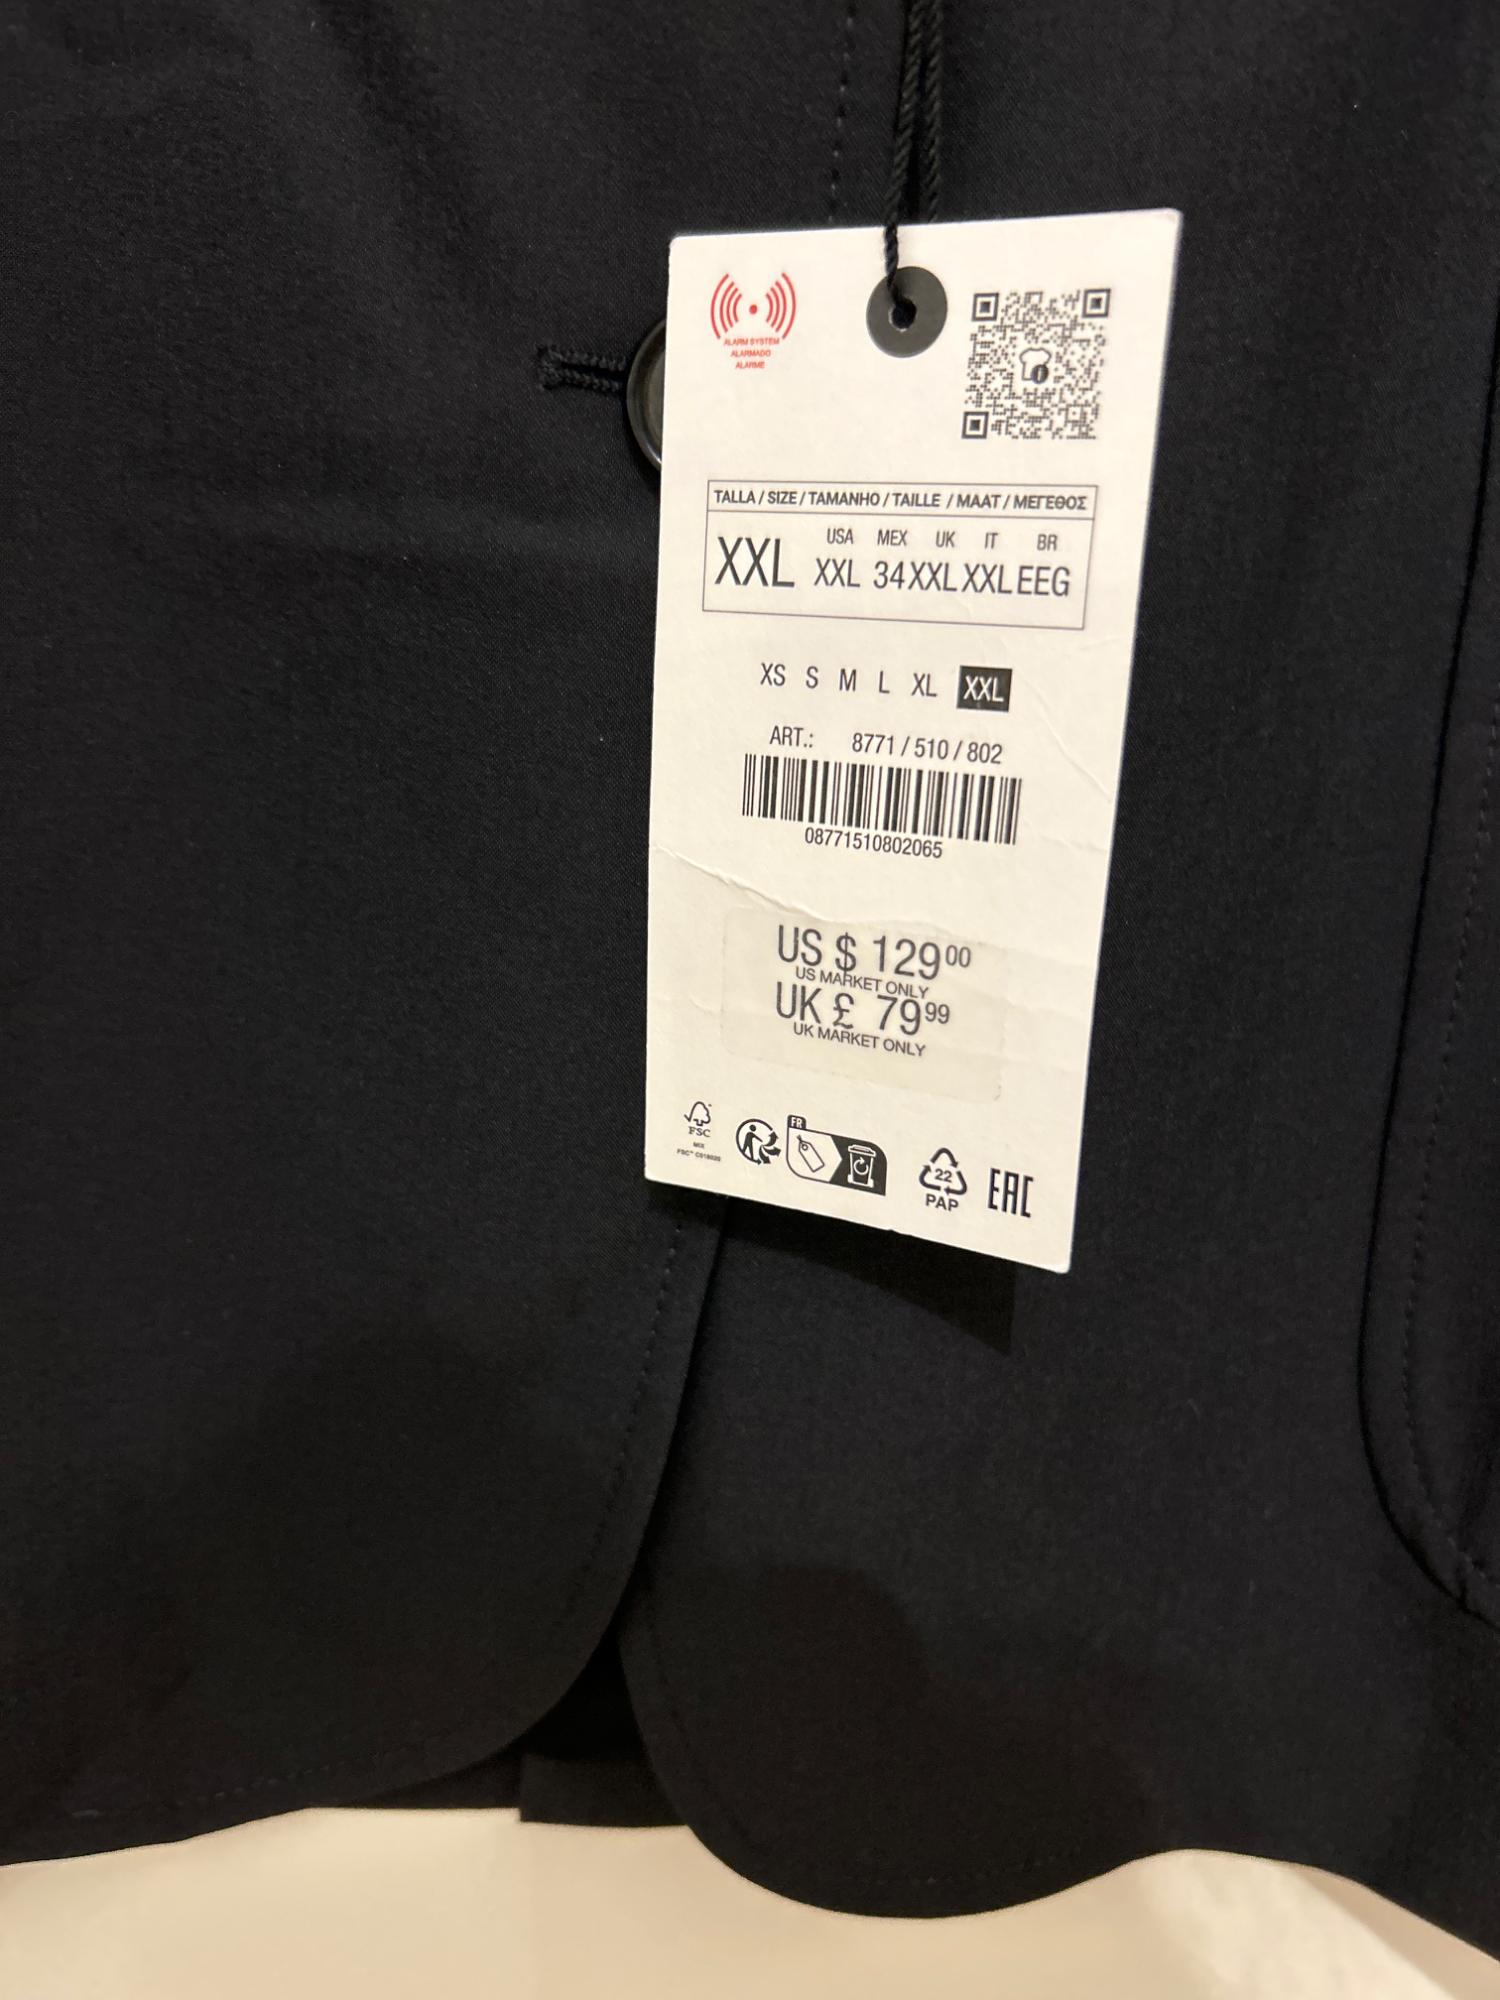 ALARM SYSTEM
ALARMADO
ALARME
TALLA / SIZE / TAMANHO / TAILLE / MAAT / ΜΕΓΕΘΟΣ
USA MEX UK IT BR
XXL XXL 34 XXL XXL EEG
XS S M L XL XXL
ART.: 8771 / 510 / 802
08771510802065
US $ 129 00
US MARKET ONLY
UK £ 79 99
UK MARKET ONLY
FR
FSC
MIX
22
PAP
EAC